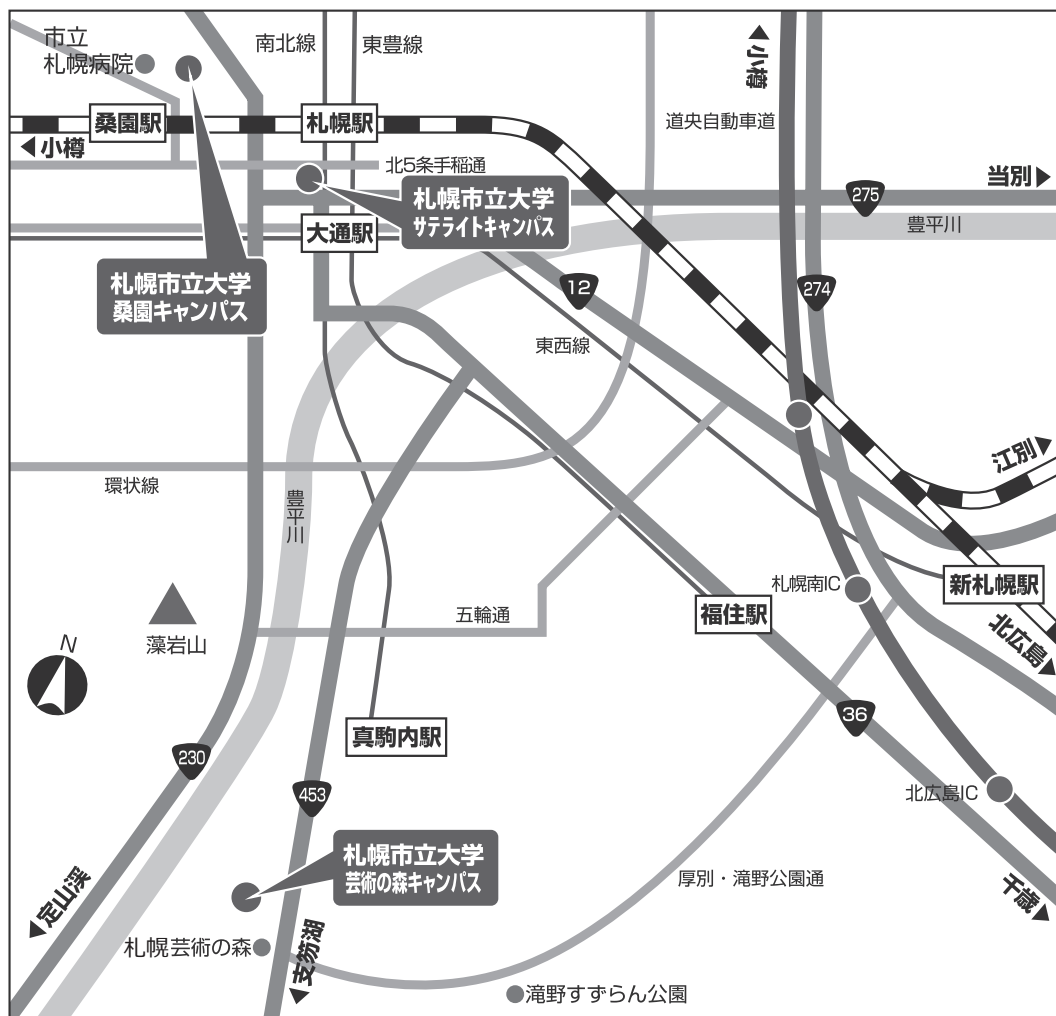 市立
札幌病院
南北線
東豊線
小樽
桑園駅
札幌駅
道央自動車道
小樽
北5条手稲通
当別
札幌市立大学
サテライトキャンパス
275
大通駅
豊平川
札幌市立大学
桑園キャンパス
12
274
東西線
江別
環状線
豊平川
札幌南IC
新札幌駅
五輪通
福住駅
北広島
藻岩山
N
真駒内駅
36
230
453
北広島IC
札幌市立大学
芸術の森キャンパス
厚別・滝野公園通
千歳
定山渓
札幌芸術の森
支笏湖
滝野すずらん公園